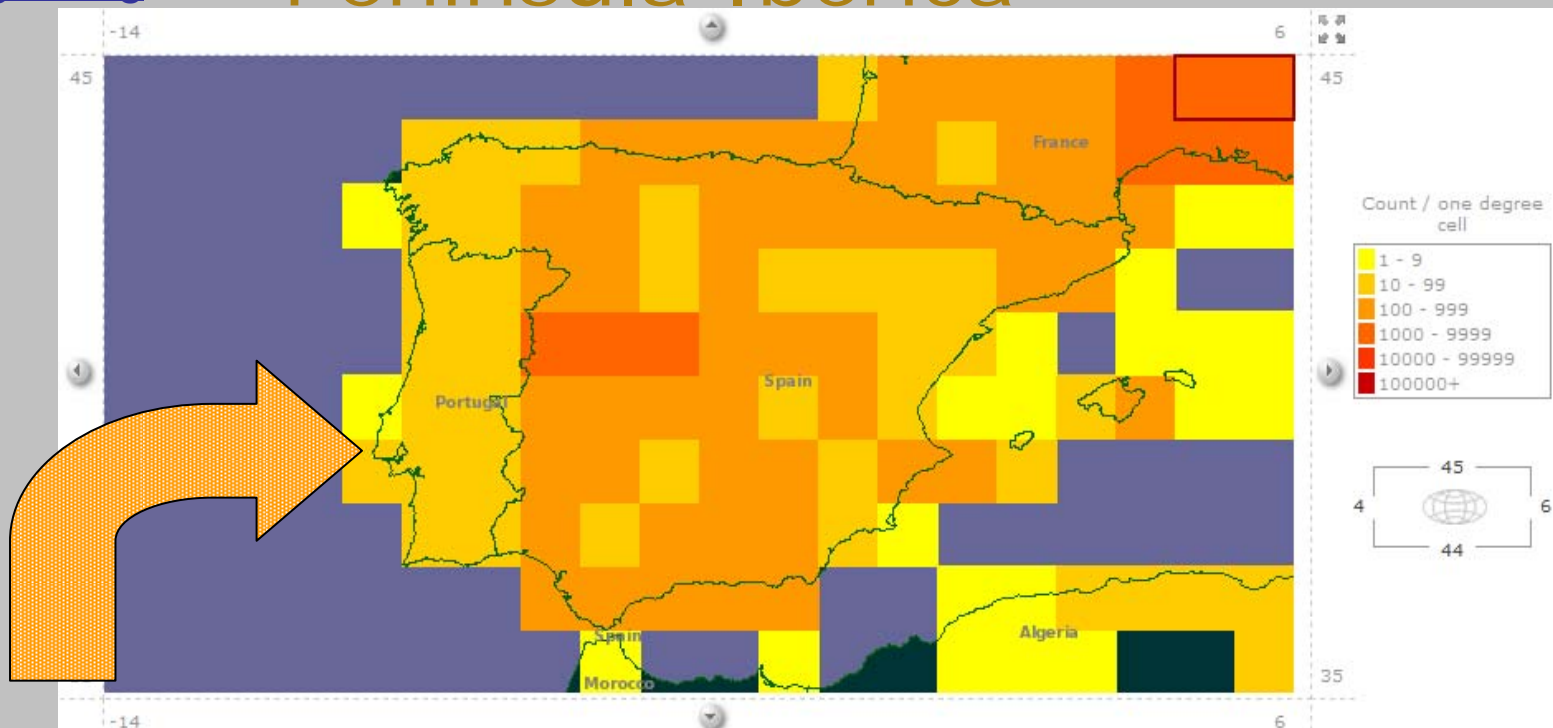 -14
6
45
45
France
Count / one degree
cell
1 - 9
10 - 99
100 - 999
1000 - 9999
10000 - 99999
100000+
Spain
Portugal
45
4
6
44
Algeria
Spain
Morocco
35
-14
6